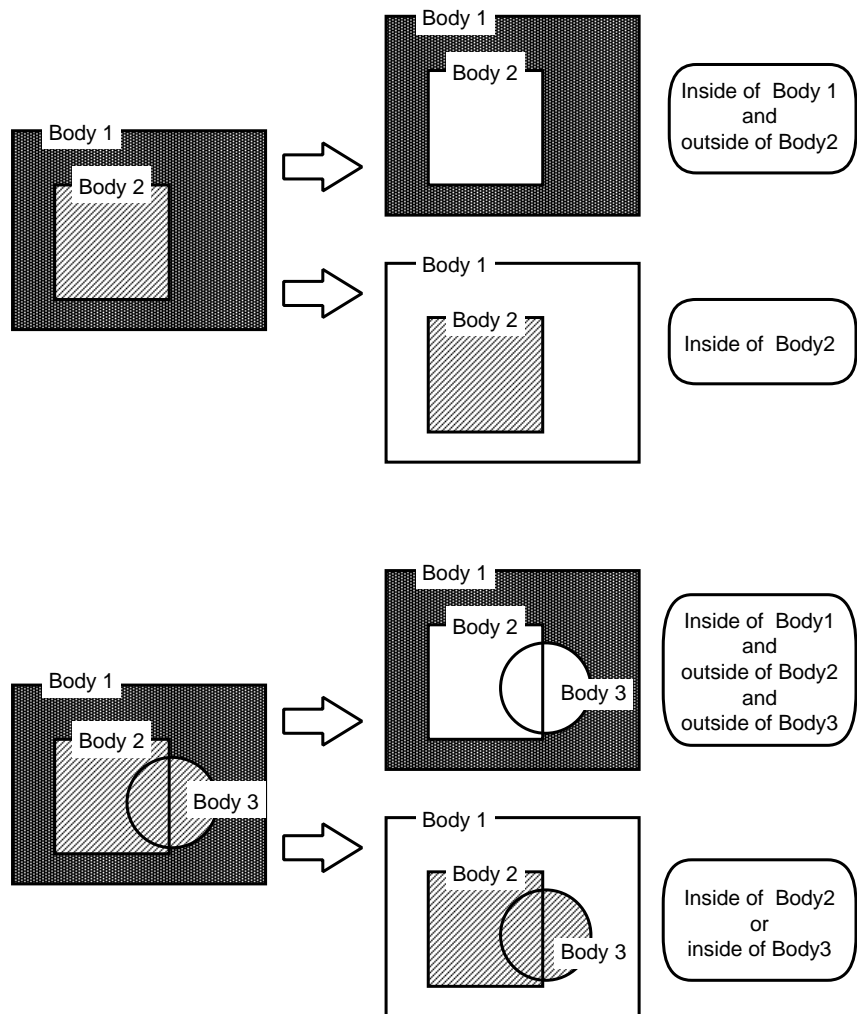 Body 1
Body 2
Body 1
Body 2
Inside of Body 1
and
outside of Body2
Body 1
Body 2
Inside of Body2
Body 1
Body 2
Body 3
Body 1
Body 2
Body 3
Inside of Body1
and
outside of Body2
and
outside of Body3
Body 1
Body 2
Body 3
Inside of Body2
or
inside of Body3